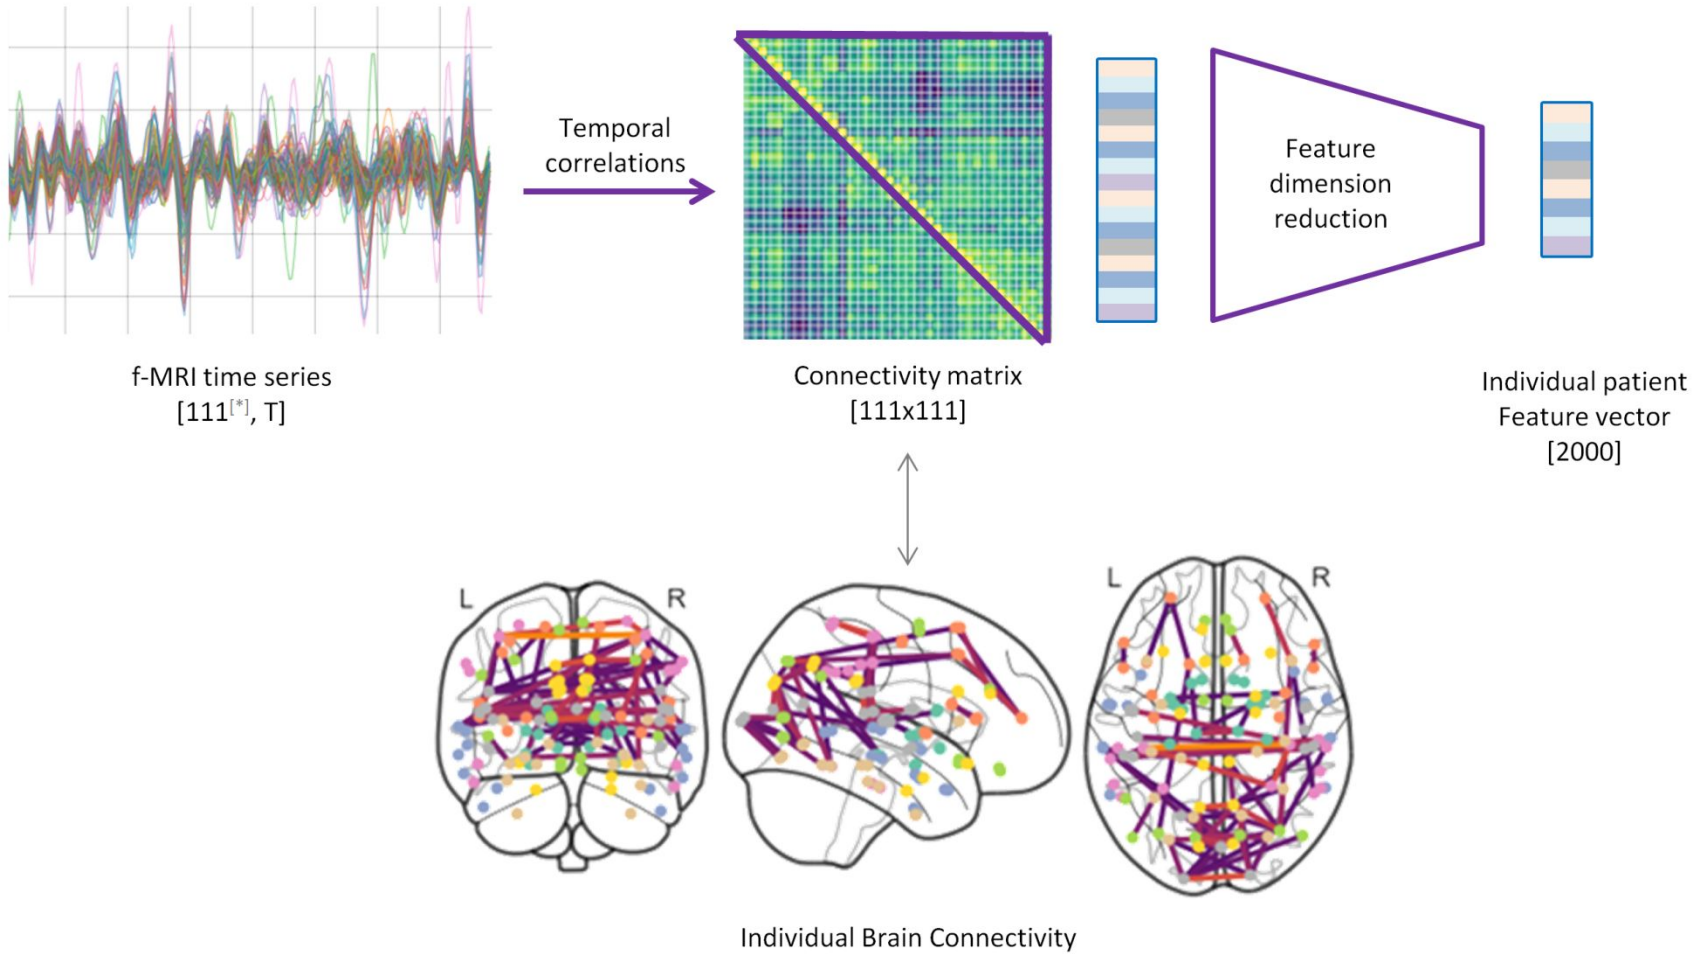 Temporal
correlations
Feature
dimension
reduction
f-MRI time series
[111[*], T]
Connectivity matrix
[111x111]
Individual patient
Feature vector
[2000]
L
R
L
R
Individual Brain Connectivity